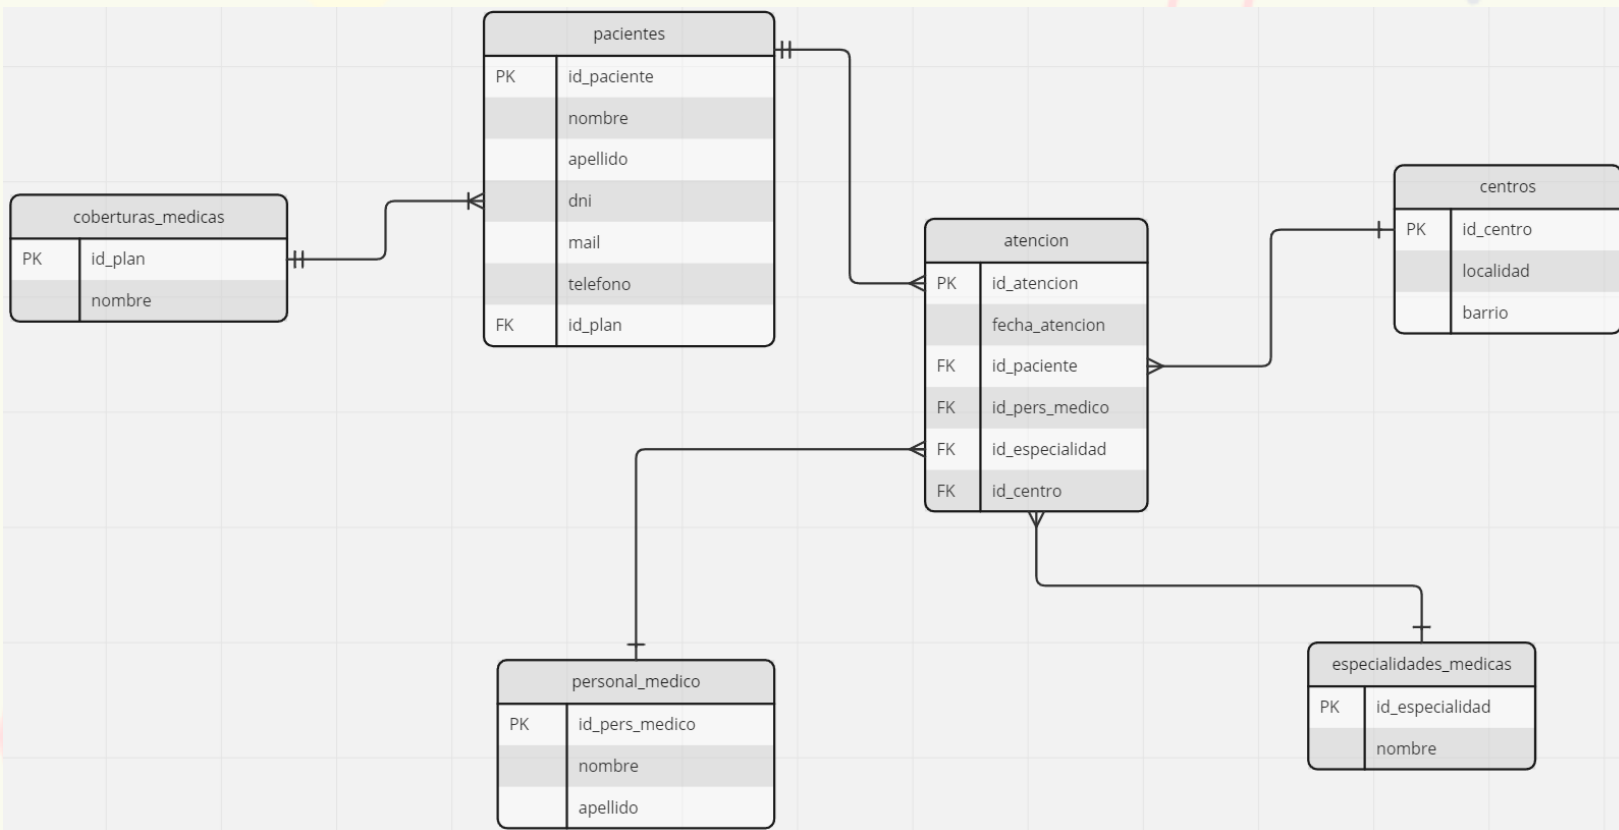 pacientes
PK id_paciente
nombre
apellido
dni
mail
telefono
FK id_plan
coberturas_medicas
PK id_plan
nombre
atencion
PK id_atencion
fecha_atencion
FK id_paciente
FK id_pers_medico
FK id_especialidad
FK id_centro
centros
PK id_centro
localidad
barrio
personal_medico
PK id_pers_medico
nombre
apellido
especialidades_medicas
PK id_especialidad
nombre